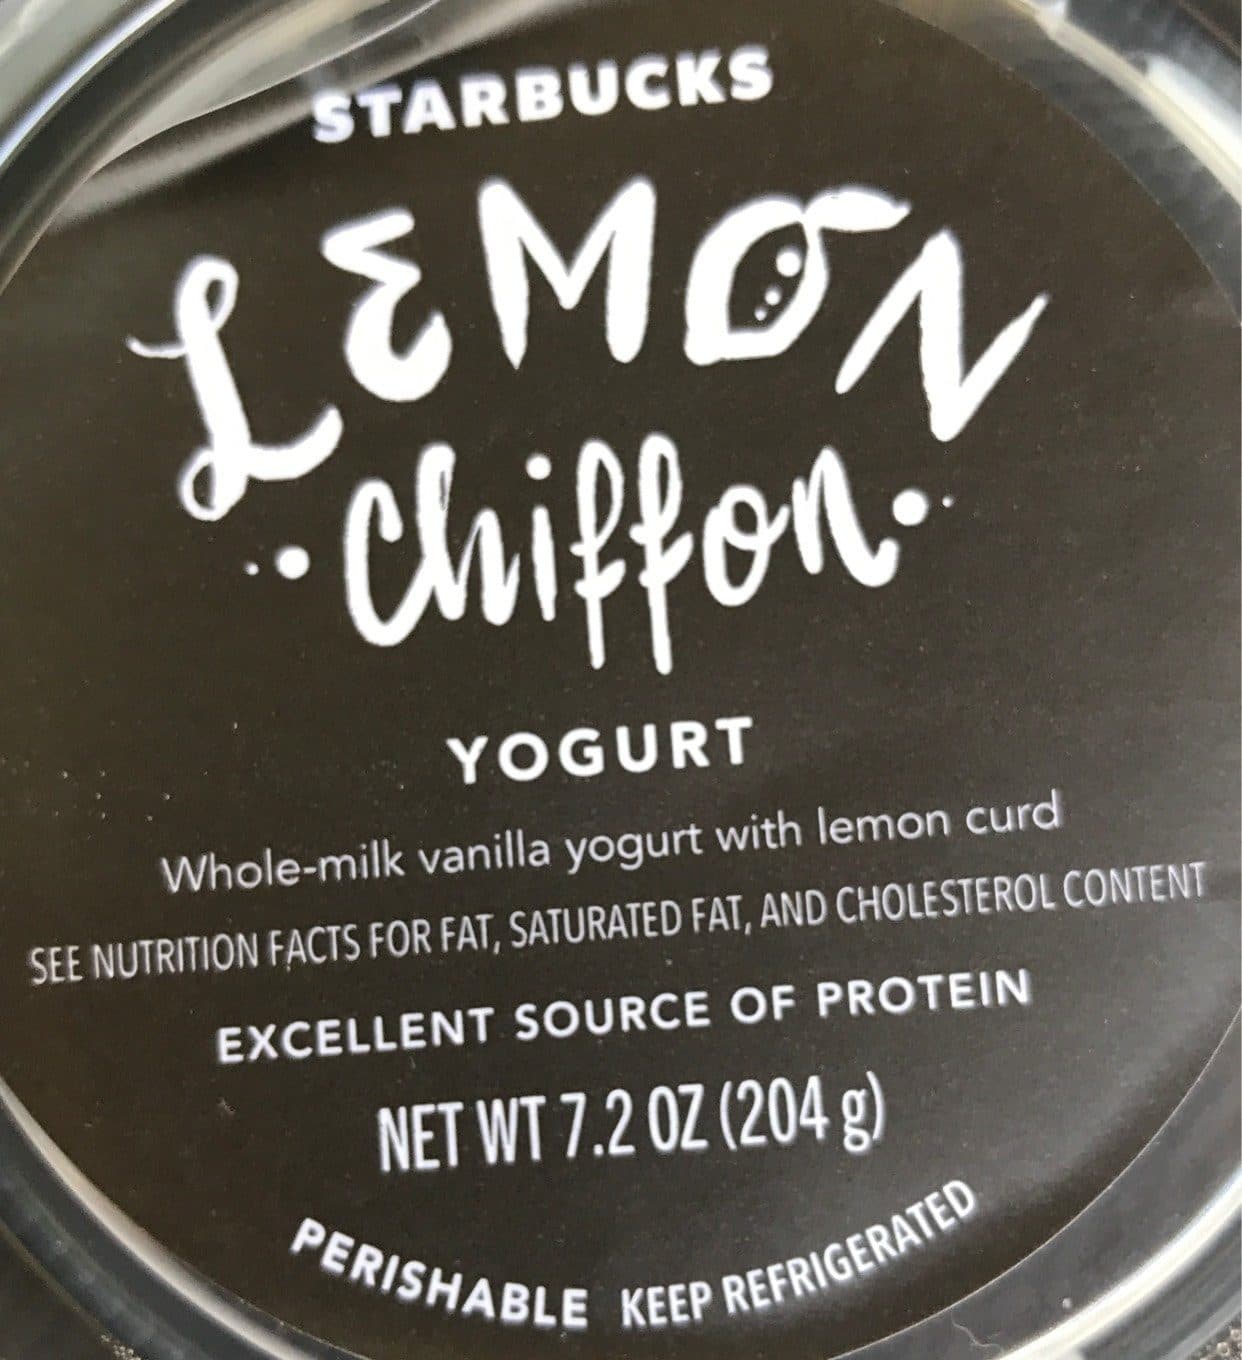 STARBUCKS
LEMON
chiffon
YOGURT
Whole-milk vanilla yogurt with lemon curd
SEE NUTRITION FACTS FOR FAT, SATURATED FAT, AND CHOLESTEROL CONTENT
EXCELLENT SOURCE OF PROTEIN
NET WT 7.2 OZ (204 g)
PERISHABLE KEEP REFRIGERATED